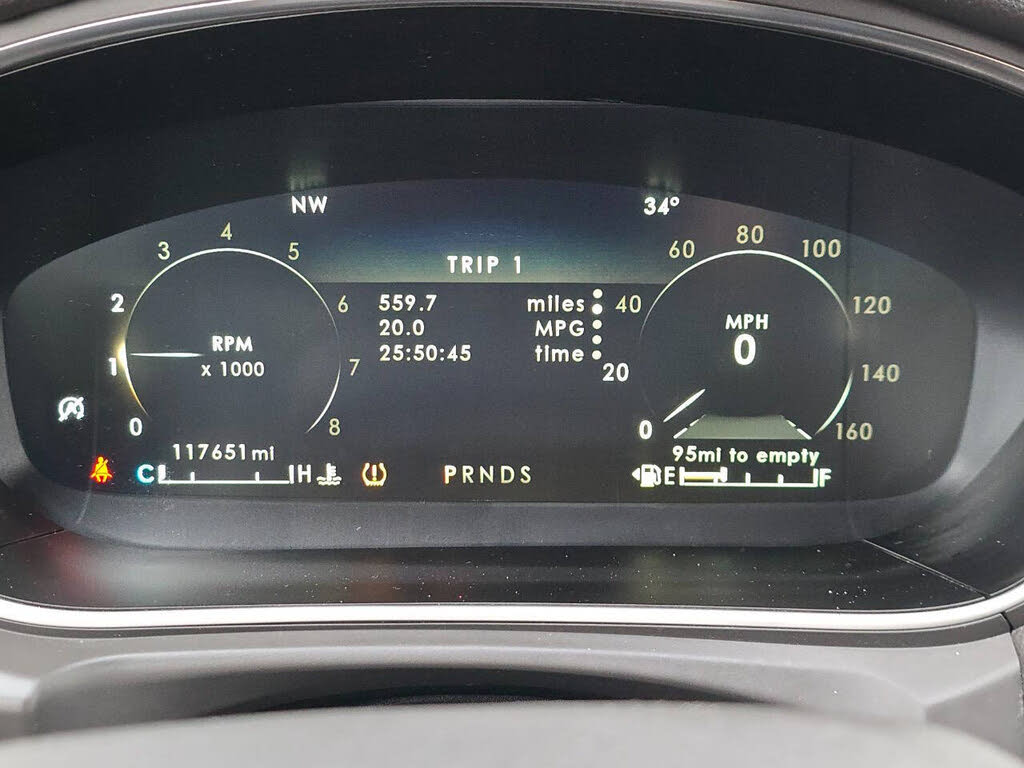 NW 34°
TRIP 1
559.7 miles
20.0 MPG
25:50:45 time
0 1 2 3 4 5 6 7 8
RPM
x 1000
0 20 40 60 80 100 120 140 160
MPH
0
117651 mi
C H
PRNDS
95mi to empty
E F